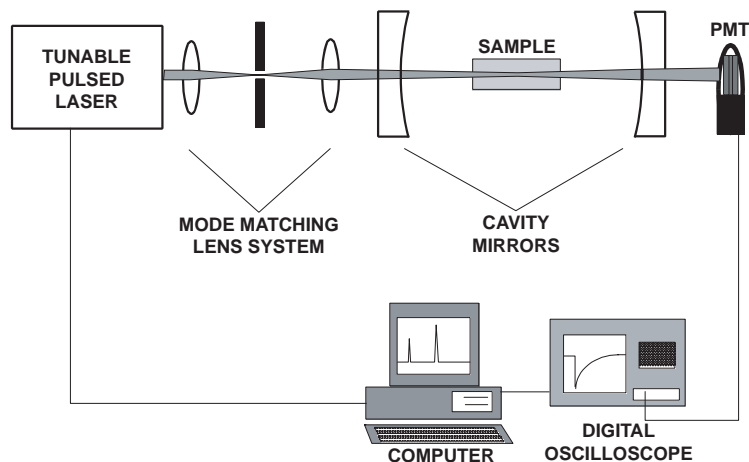 TUNABLE
PULSED
LASER
SAMPLE
PMT
MODE MATCHING
LENS SYSTEM
CAVITY
MIRRORS
COMPUTER
DIGITAL
OSCILLOSCOPE